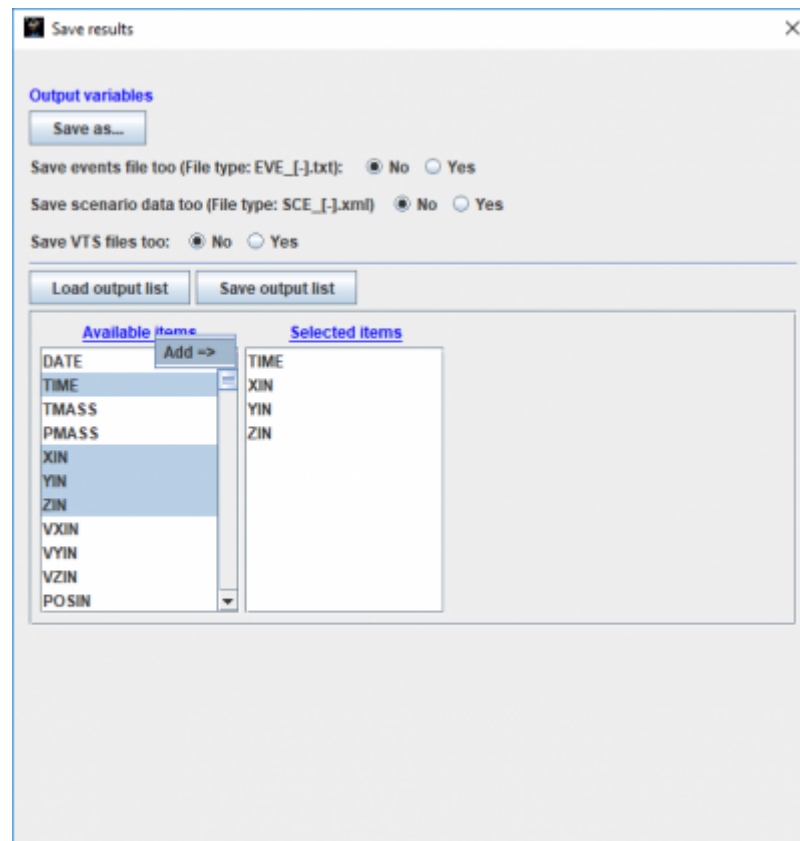 Save results
Output variables
Save as...
Save events file too (File type: EVE_[-].txt): No Yes
Save scenario data too (File type: SCE_[-].xml) No Yes
Save VTS files too: No Yes
Load output list Save output list
Available items Selected items
Add =>
DATE
TIME
TMASS
PMASS
XIN
YIN
ZIN
VXIN
VYIN
VZIN
POSIN
TIME
XIN
YIN
ZIN